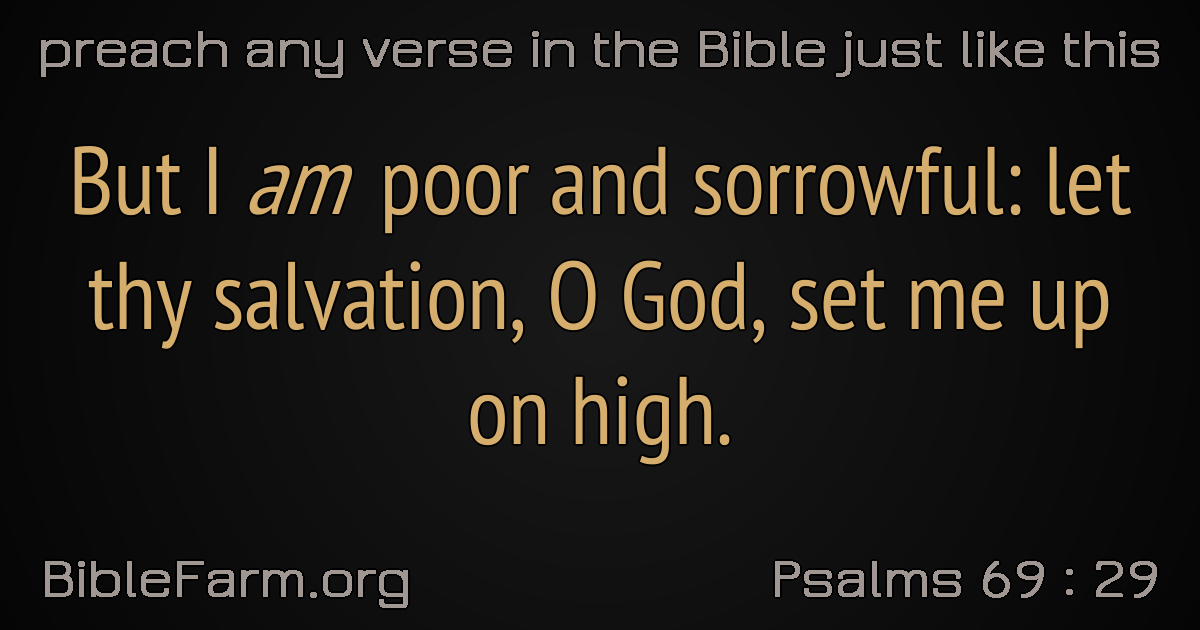 preach any verse in the Bible just like this
But I am poor and sorrowful: let
thy salvation, O God, set me up
on high.
BibleFarm.org
Psalms 69 : 29